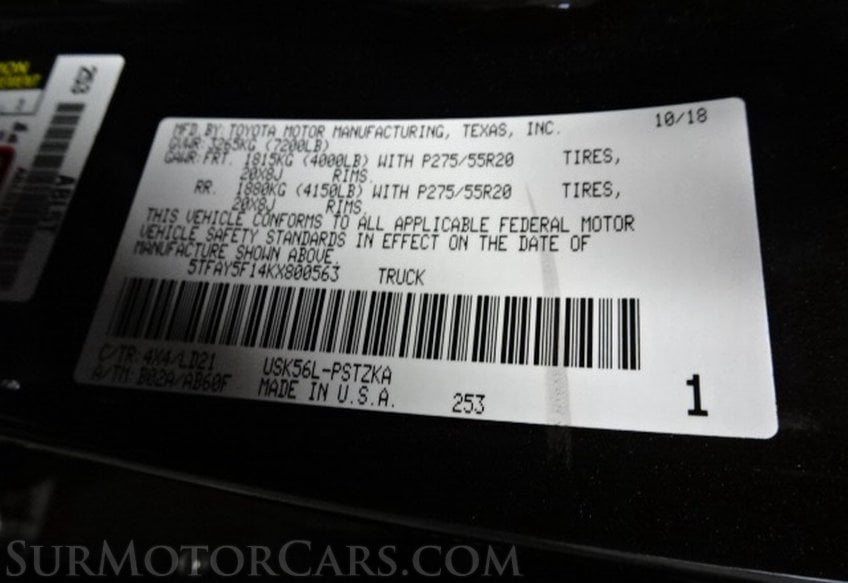 MFD. BY: TOYOTA MOTOR MANUFACTURING, TEXAS, INC. 10/18
GVWR: 3265KG (7200LB)
GAWR: FRT. 1815KG (4000LB) WITH P275/55R20 TIRES,
20X8J RIMS.
RR. 1880KG (4150LB) WITH P275/55R20 TIRES,
20X8J RIMS.
THIS VEHICLE CONFORMS TO ALL APPLICABLE FEDERAL MOTOR
VEHICLE SAFETY STANDARDS IN EFFECT ON THE DATE OF
MANUFACTURE SHOWN ABOVE.
5TFAY5F14KX800563 TRUCK
C/TR: 4X4/LD21 USK56L-PSTZKA
A/TM: B02A/AB60F MADE IN U.S.A. 253 1
253
SurMotorCars.com